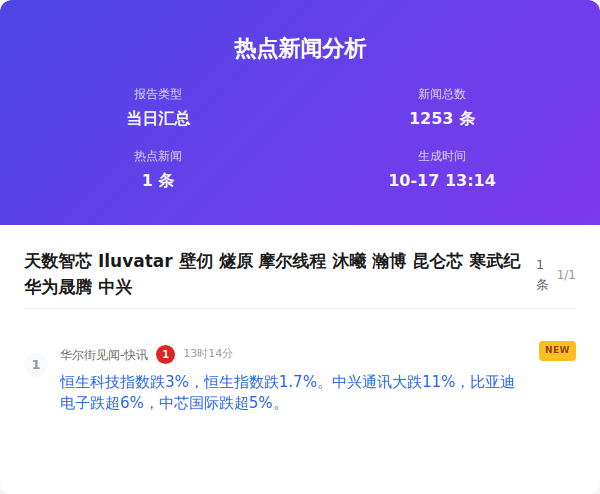 热点新闻分析
报告类型
新闻总数
当日汇总
1253 条
热点新闻
生成时间
1 条
10-17 13:14
天数智芯 Iluvatar 壁仞 燧原 摩尔线程 沐曦 瀚博 昆仑芯 寒武纪
华为晟腾 中兴
1
条
1/1
1
华尔街见闻-快讯 1 13时14分
NEW
恒生科技指数跌3%，恒生指数跌1.7%。中兴通讯大跌11%，比亚迪
电子跌超6%，中芯国际跌超5%。